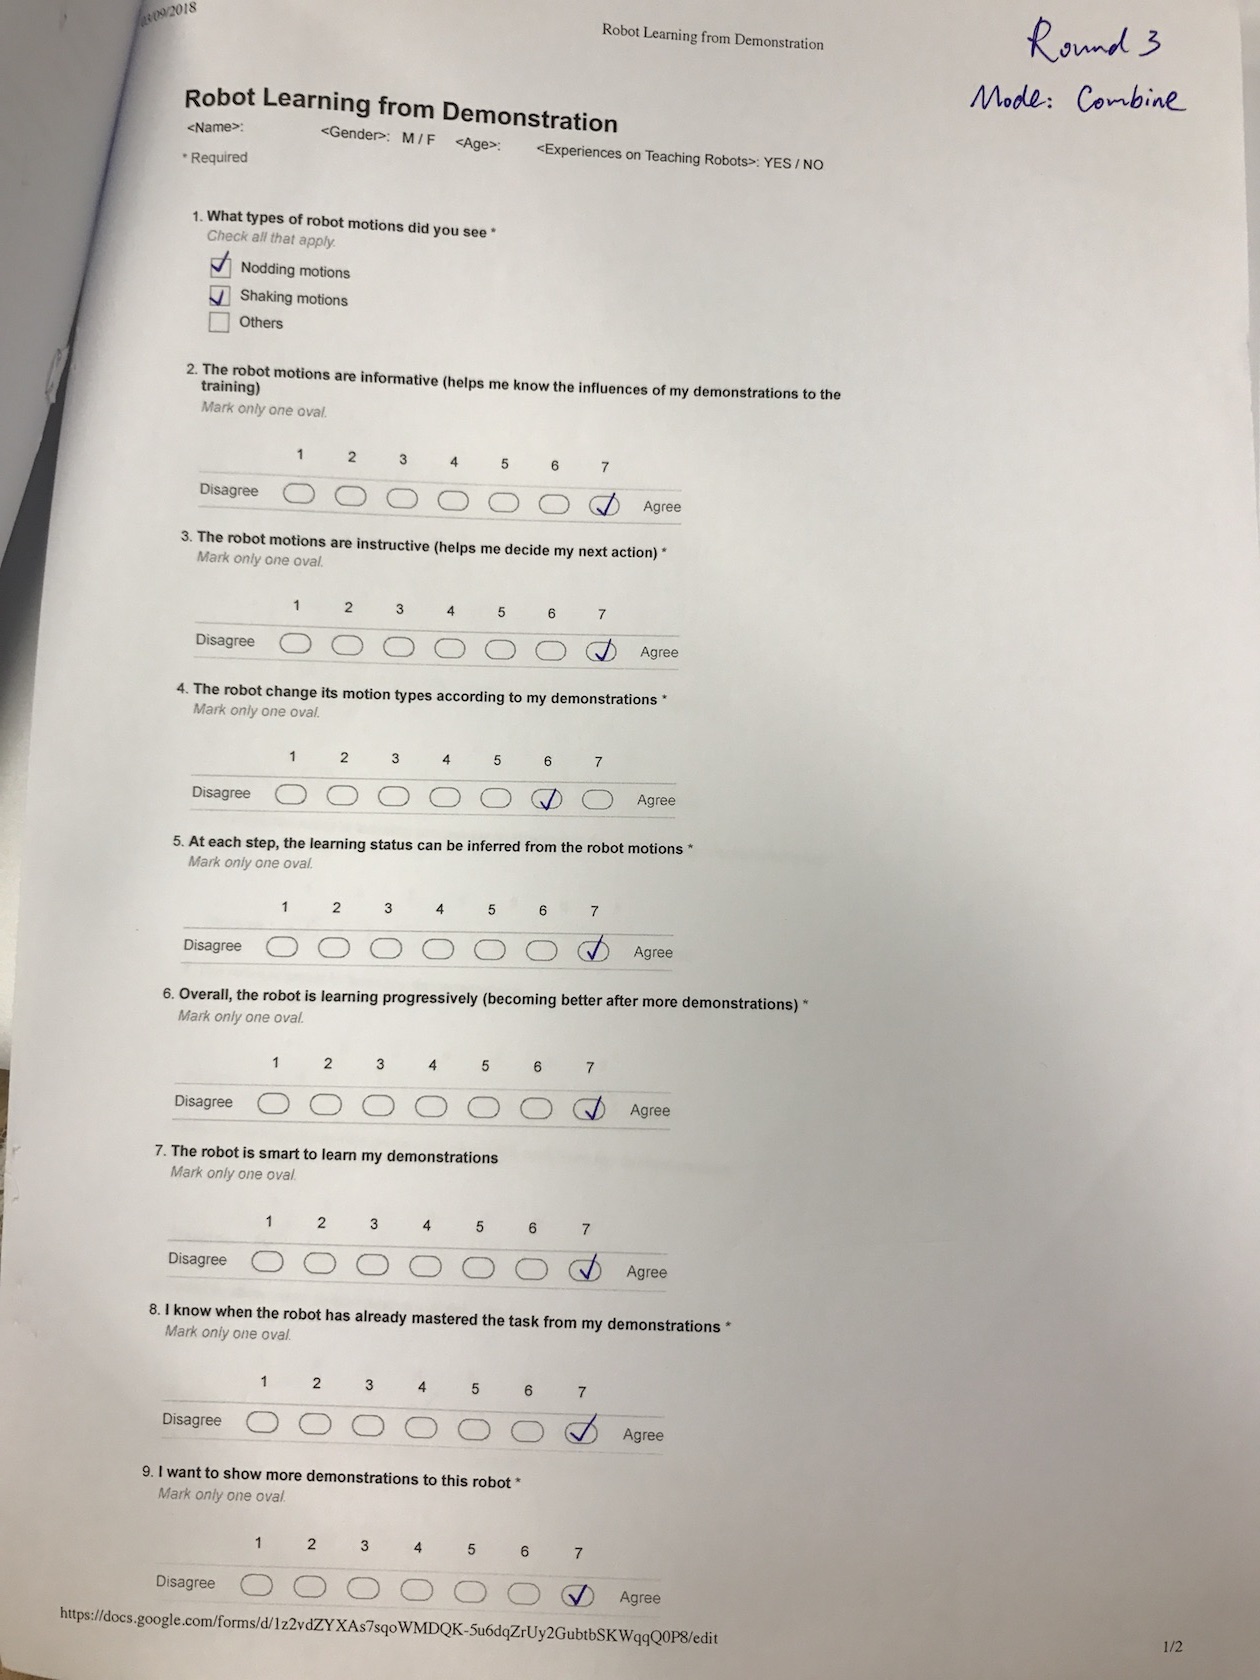 03/09/2018
Robot Learning from Demonstration
Round 3
Mode: Combine
Robot Learning from Demonstration
<Name>: <Gender>: M / F <Age>: <Experiences on Teaching Robots>: YES / NO
* Required
1. What types of robot motions did you see *
Check all that apply.
Nodding motions
Shaking motions
Others
2. The robot motions are informative (helps me know the influences of my demonstrations to the
training)
Mark only one oval.
1 2 3 4 5 6 7
Disagree Agree
3. The robot motions are instructive (helps me decide my next action) *
Mark only one oval.
1 2 3 4 5 6 7
Disagree Agree
4. The robot change its motion types according to my demonstrations *
Mark only one oval.
1 2 3 4 5 6 7
Disagree Agree
5. At each step, the learning status can be inferred from the robot motions *
Mark only one oval.
1 2 3 4 5 6 7
Disagree Agree
6. Overall, the robot is learning progressively (becoming better after more demonstrations) *
Mark only one oval.
1 2 3 4 5 6 7
Disagree Agree
7. The robot is smart to learn my demonstrations
Mark only one oval.
1 2 3 4 5 6 7
Disagree Agree
8. I know when the robot has already mastered the task from my demonstrations *
Mark only one oval.
1 2 3 4 5 6 7
Disagree Agree
9. I want to show more demonstrations to this robot *
Mark only one oval.
1 2 3 4 5 6 7
Disagree Agree
https://docs.google.com/forms/d/1z2vdZYXAs7sqoWMDQK-5u6dqZrUy2GubtbSKWqqQ0P8/edit
1/2